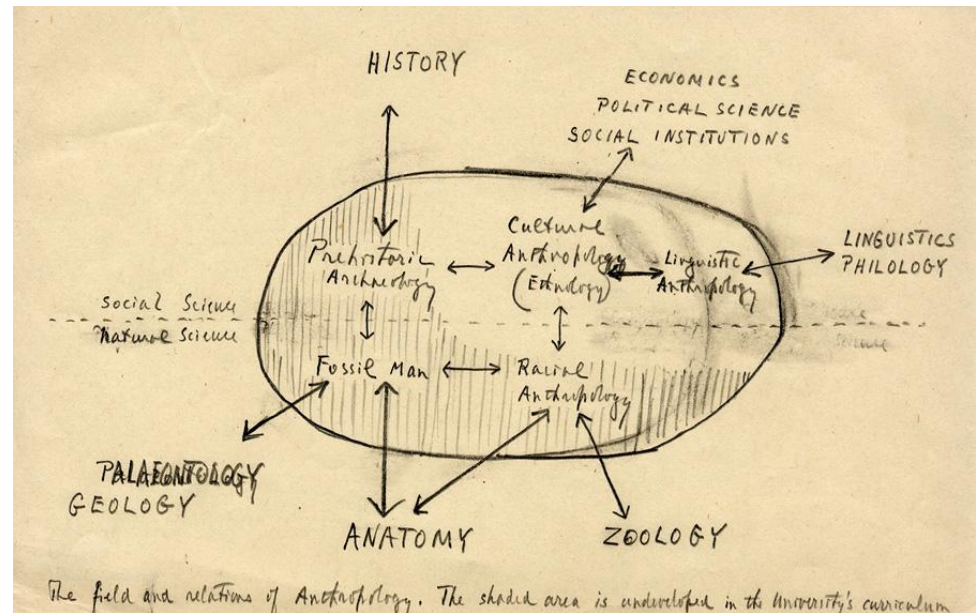 HISTORY
ECONOMICS
POLITICAL SCIENCE
SOCIAL INSTITUTIONS
Cultural
Anthropology
(Ethnology)
Prehistoric
Archaeology
Linguistic
Anthropology
LINGUISTICS
PHILOLOGY
Social Science
Natural Science
Fossil Man
Racial
Anthropology
PALAEONTOLOGY
GEOLOGY
ANATOMY
ZOOLOGY
The field and relations of Anthropology. The shaded area is undeveloped in the University's curriculum